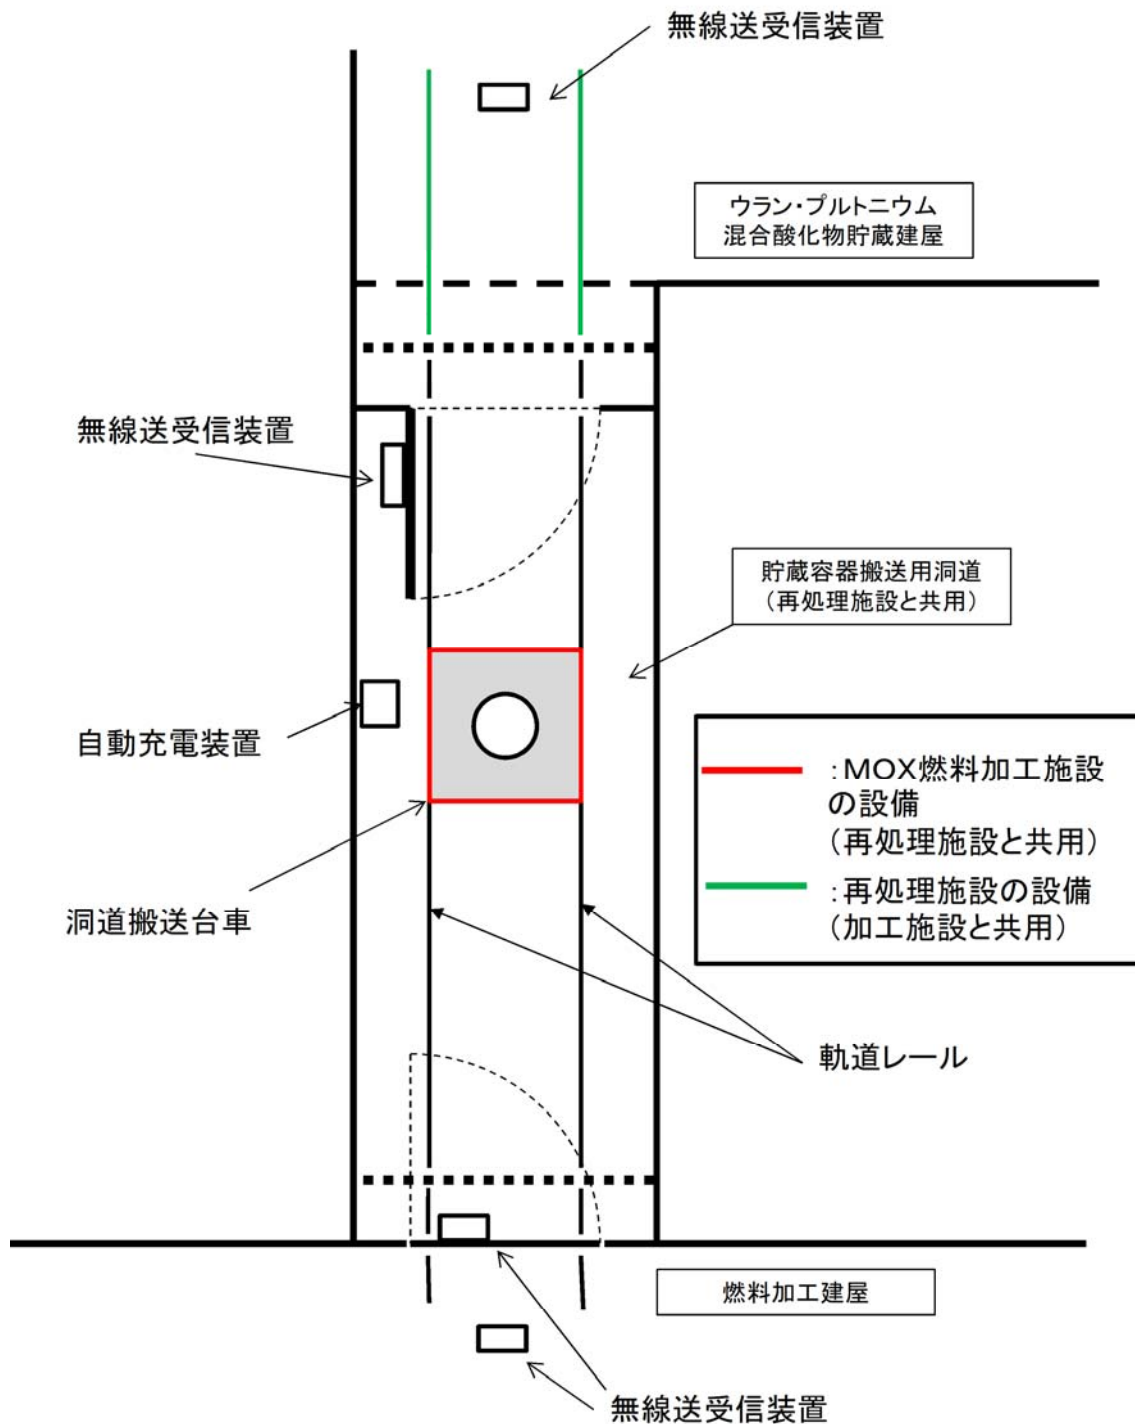 無線送受信装置
ウラン・プルトニウム
混合酸化物貯蔵建屋
無線送受信装置
貯蔵容器搬送用洞道
（再処理施設と共用）
自動充電装置
：MOX燃料加工施設
の設備
（再処理施設と共用）
：再処理施設の設備
（加工施設と共用）
洞道搬送台車
軌道レール
燃料加工建屋
無線送受信装置